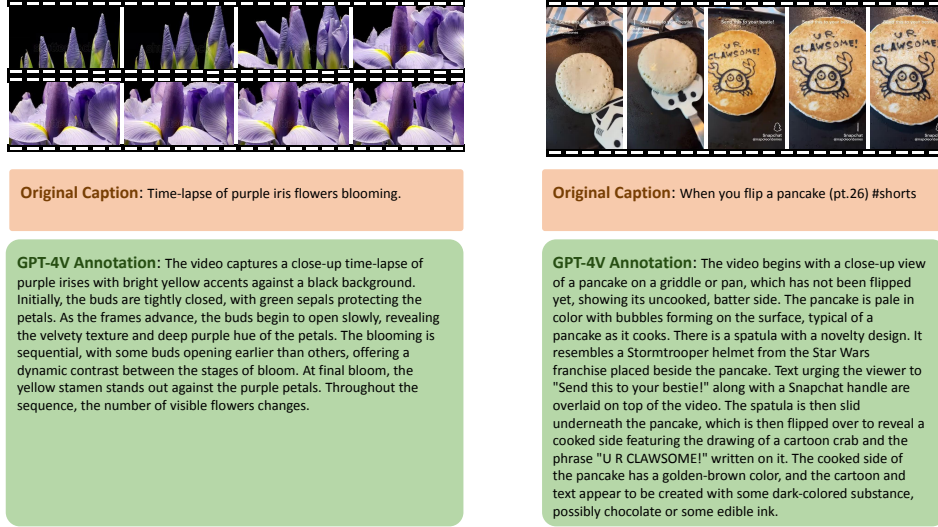 Send this to your bestie!
Send this to your bestie!
U R
CLAWSOME!
Snapchat
U R
CLAWSOME!
Snapchat
U R
CLAWSOME!
Snapchat
Original Caption: Time-lapse of purple iris flowers blooming.
GPT-4V Annotation: The video captures a close-up time-lapse of
purple irises with bright yellow accents against a black background.
Initially, the buds are tightly closed, with green sepals protecting the
petals. As the frames advance, the buds begin to open slowly, revealing
the velvety texture and deep purple hue of the petals. The blooming is
sequential, with some buds opening earlier than others, offering a
dynamic contrast between the stages of bloom. At final bloom, the
yellow stamen stands out against the purple petals. Throughout the
sequence, the number of visible flowers changes.
Original Caption: When you flip a pancake (pt.26) #shorts
GPT-4V Annotation: The video begins with a close-up view
of a pancake on a griddle or pan, which has not been flipped
yet, showing its uncooked, batter side. The pancake is pale in
color with bubbles forming on the surface, typical of a
pancake as it cooks. There is a spatula with a novelty design. It
resembles a Stormtrooper helmet from the Star Wars
franchise placed beside the pancake. Text urging the viewer to
"Send this to your bestie!" along with a Snapchat handle are
overlaid on top of the video. The spatula is then slid
underneath the pancake, which is then flipped over to reveal a
cooked side featuring the drawing of a cartoon crab and the
phrase "U R CLAWSOME!" written on it. The cooked side of
the pancake has a golden-brown color, and the cartoon and
text appear to be created with some dark-colored substance,
possibly chocolate or some edible ink.